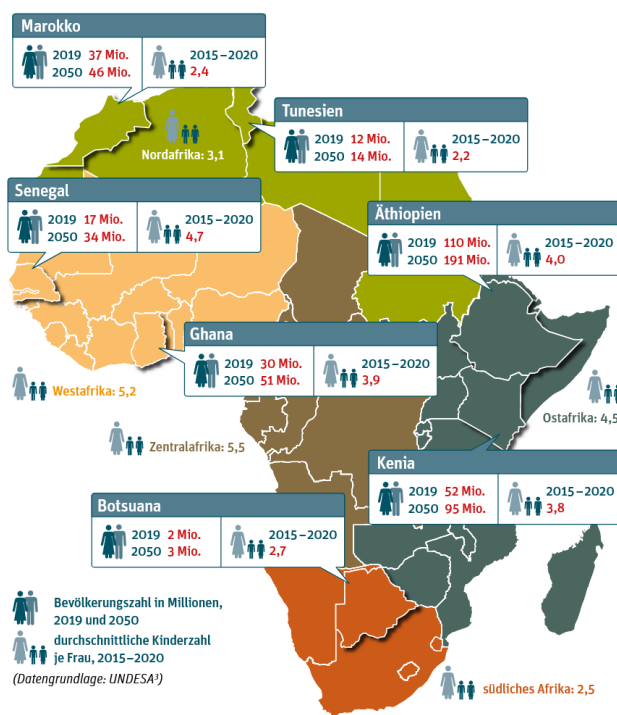 Marokko
2019 37 Mio.
2050 46 Mio.
2015–2020
2,4
Tunesien
2019 12 Mio.
2050 14 Mio.
2015–2020
2,2
Nordafrika: 3,1
Senegal
2019 17 Mio.
2050 34 Mio.
2015–2020
4,7
Äthiopien
2019 110 Mio.
2050 191 Mio.
2015–2020
4,0
Ghana
2019 30 Mio.
2050 51 Mio.
2015–2020
3,9
Westafrika: 5,2
Ostafrika: 4,5
Zentralafrika: 5,5
Kenia
2019 52 Mio.
2050 95 Mio.
2015–2020
3,8
Botsuana
2019 2 Mio.
2050 3 Mio.
2015–2020
2,7
Bevölkerungszahl in Millionen,
2019 und 2050
durchschnittliche Kinderzahl
je Frau, 2015–2020
(Datengrundlage: UNDESA³)
südliches Afrika: 2,5